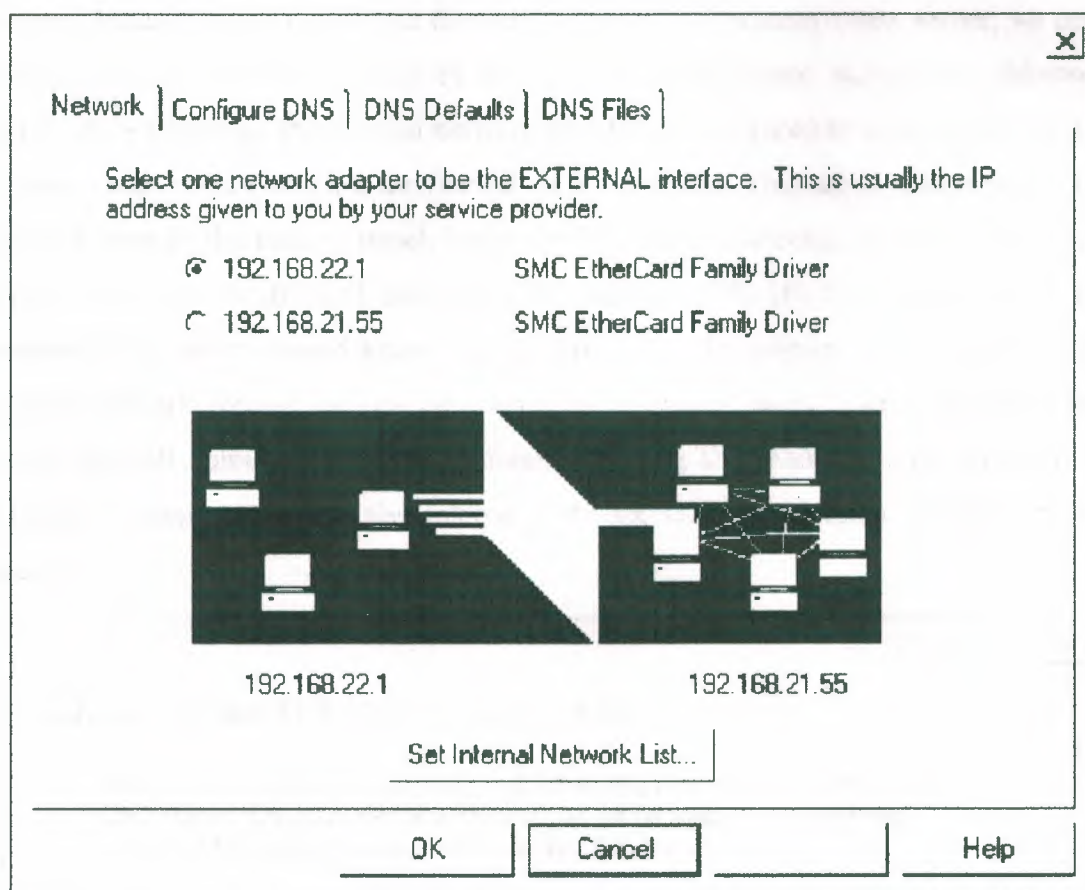 Network
Configure DNS
DNS Defaults
DNS Files
Select one network adapter to be the EXTERNAL interface. This is usually the IP
address given to you by your service provider.
192.168.22.1 SMC EtherCard Family Driver
192.168.21.55 SMC EtherCard Family Driver
192.168.22.1 192.168.21.55
Set Internal Network List...
OK Cancel Help